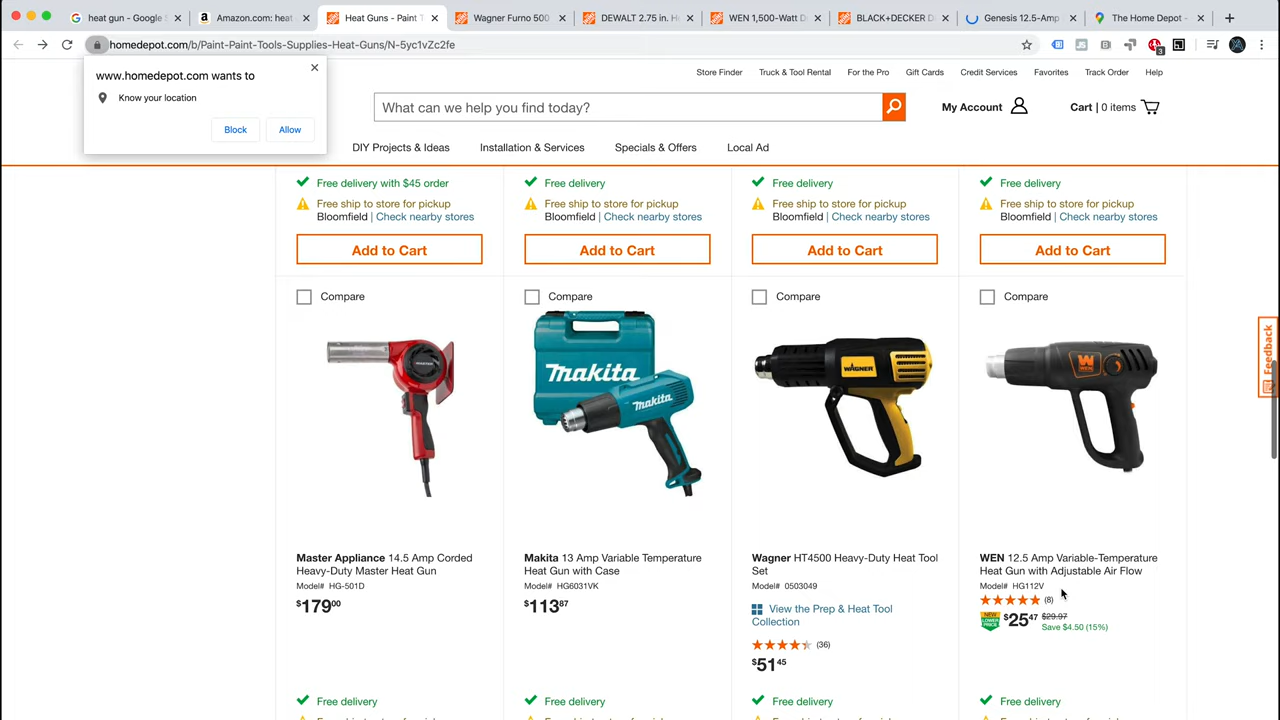 heat gun - Google S
Amazon.com: heat
Heat Guns - Paint T
Wagner Furno 500
DEWALT 2.75 in. H
WEN 1,500-Watt D
BLACK+DECKER D
Genesis 12.5-Amp
The Home Depot -
homedepot.com/b/Paint-Paint-Tools-Supplies-Heat-Guns/N-5yc1vZc2f6
3
www.homedepot.com wants to
Know your location
Block
Allow
Store Finder
Truck & Tool Rental
For the Pro
Gift Cards
Credit Services
Favorites
Track Order
Help
What can we help you find today?
My Account
Cart | 0 items
DIY Projects & Ideas
Installation & Services
Specials & Offers
Local Ad
Free delivery with $45 order
Free delivery
Free delivery
Free delivery
Free ship to store for pickup
Free ship to store for pickup
Free ship to store for pickup
Free ship to store for pickup
Bloomfield | Check nearby stores
Bloomfield | Check nearby stores
Bloomfield | Check nearby stores
Bloomfield | Check nearby stores
Add to Cart
Add to Cart
Add to Cart
Add to Cart
Compare
Compare
Compare
Compare
makita
makita
WAGNER
WEN
Feedback
Master Appliance 14.5 Amp Corded
Heavy-Duty Master Heat Gun
Model# HG-501D
$17900
Makita 13 Amp Variable Temperature
Heat Gun with Case
Model# HG6031VK
$11387
Wagner HT4500 Heavy-Duty Heat Tool
Set
Model# 0503049
View the Prep & Heat Tool
Collection
(36)
$5145
WEN 12.5 Amp Variable-Temperature
Heat Gun with Adjustable Air Flow
Model# HG112V
(8)
NEW
LOWER
PRICE
$2547
$29.97
Save $4.50 (15%)
Free delivery
Free delivery
Free delivery
Free delivery